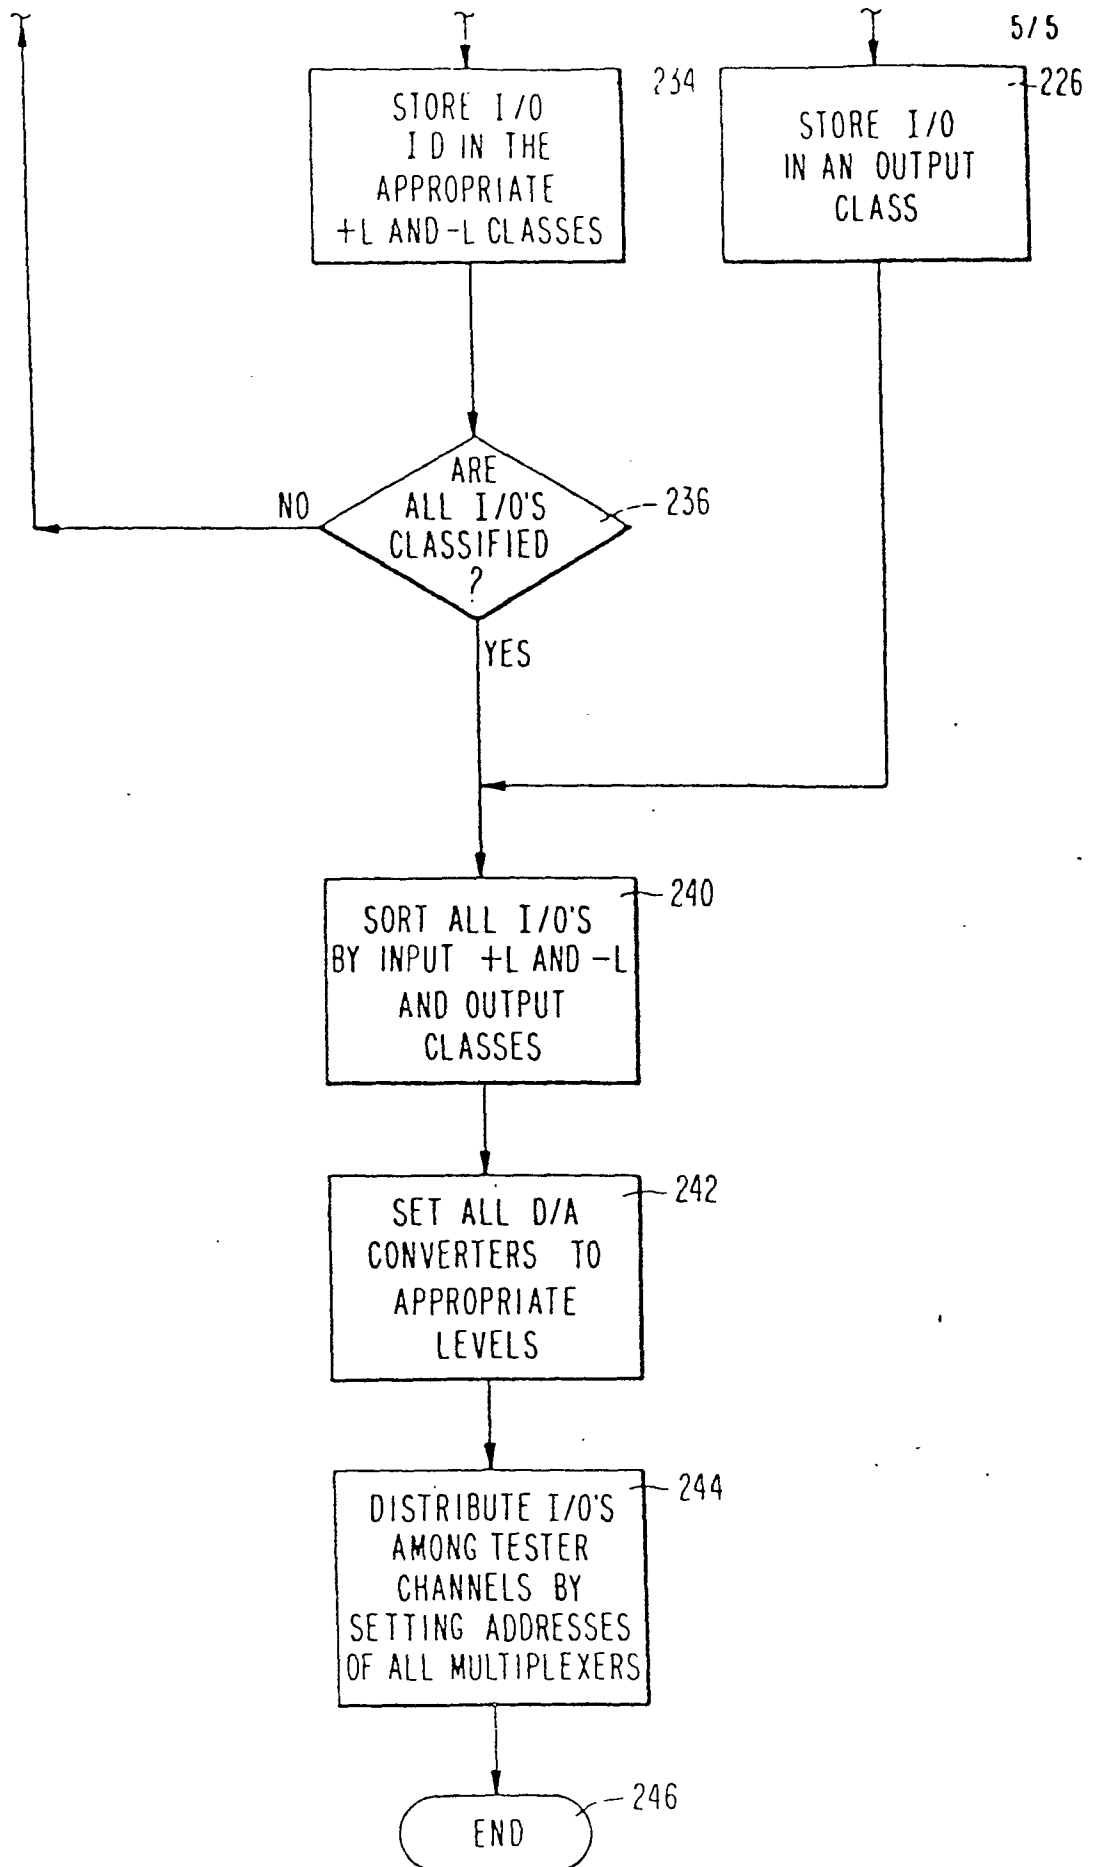 5/5
STORE I/O
ID IN THE
APPROPRIATE
+L AND -L CLASSES
234
STORE I/O
IN AN OUTPUT
CLASS
226
ARE
ALL I/O'S
CLASSIFIED
?
236
NO
YES
SORT ALL I/O'S
BY INPUT +L AND -L
AND OUTPUT
CLASSES
240
SET ALL D/A
CONVERTERS TO
APPROPRIATE
LEVELS
242
DISTRIBUTE I/O'S
AMONG TESTER
CHANNELS BY
SETTING ADDRESSES
OF ALL MULTIPLEXERS
244
END
246